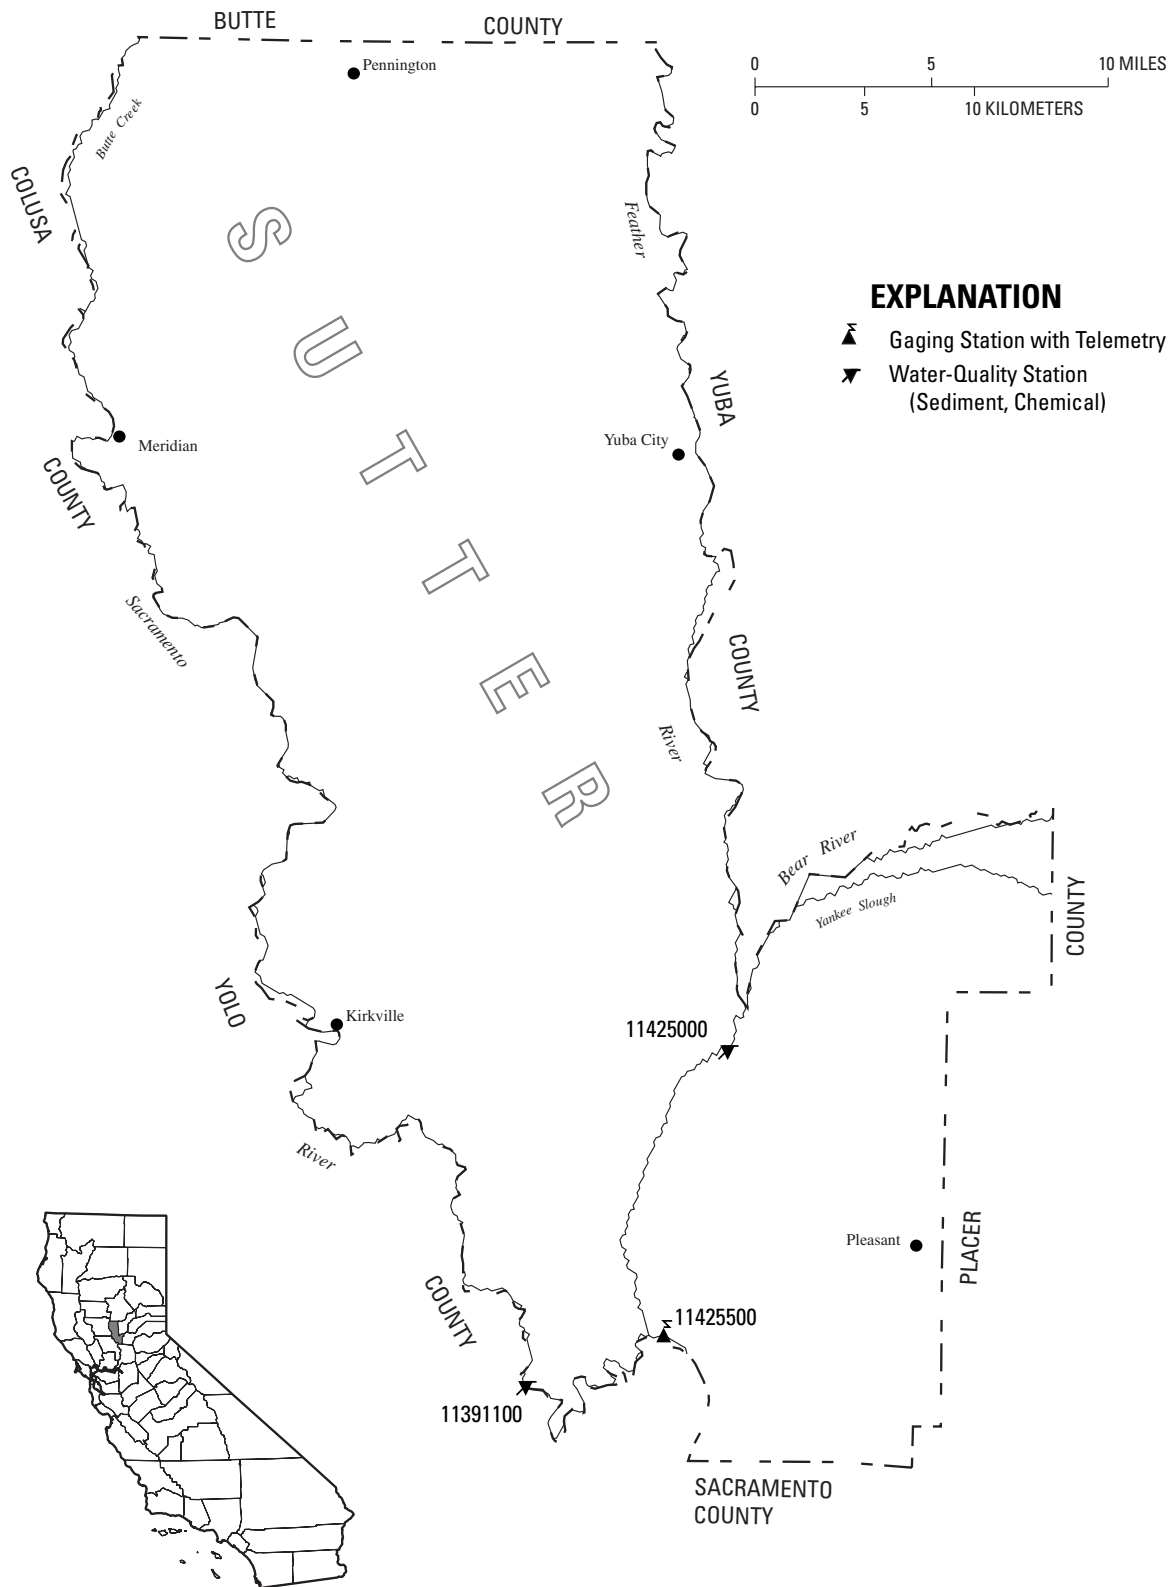 BUTTE COUNTY
Pennington
0 5 10 MILES
0 5 10 KILOMETERS
Butte Creek
COLUSA
COUNTY
Feather
River
SUTTER
EXPLANATION
Gaging Station with Telemetry
Water-Quality Station
(Sediment, Chemical)
YUBA
COUNTY
Meridian
Yuba City
Sacramento
River
Bear River
Yankee Slough
COUNTY
YOLO
Kirkville
11425000
Pleasant
PLACER
COUNTY
11425500
11391100
SACRAMENTO
COUNTY